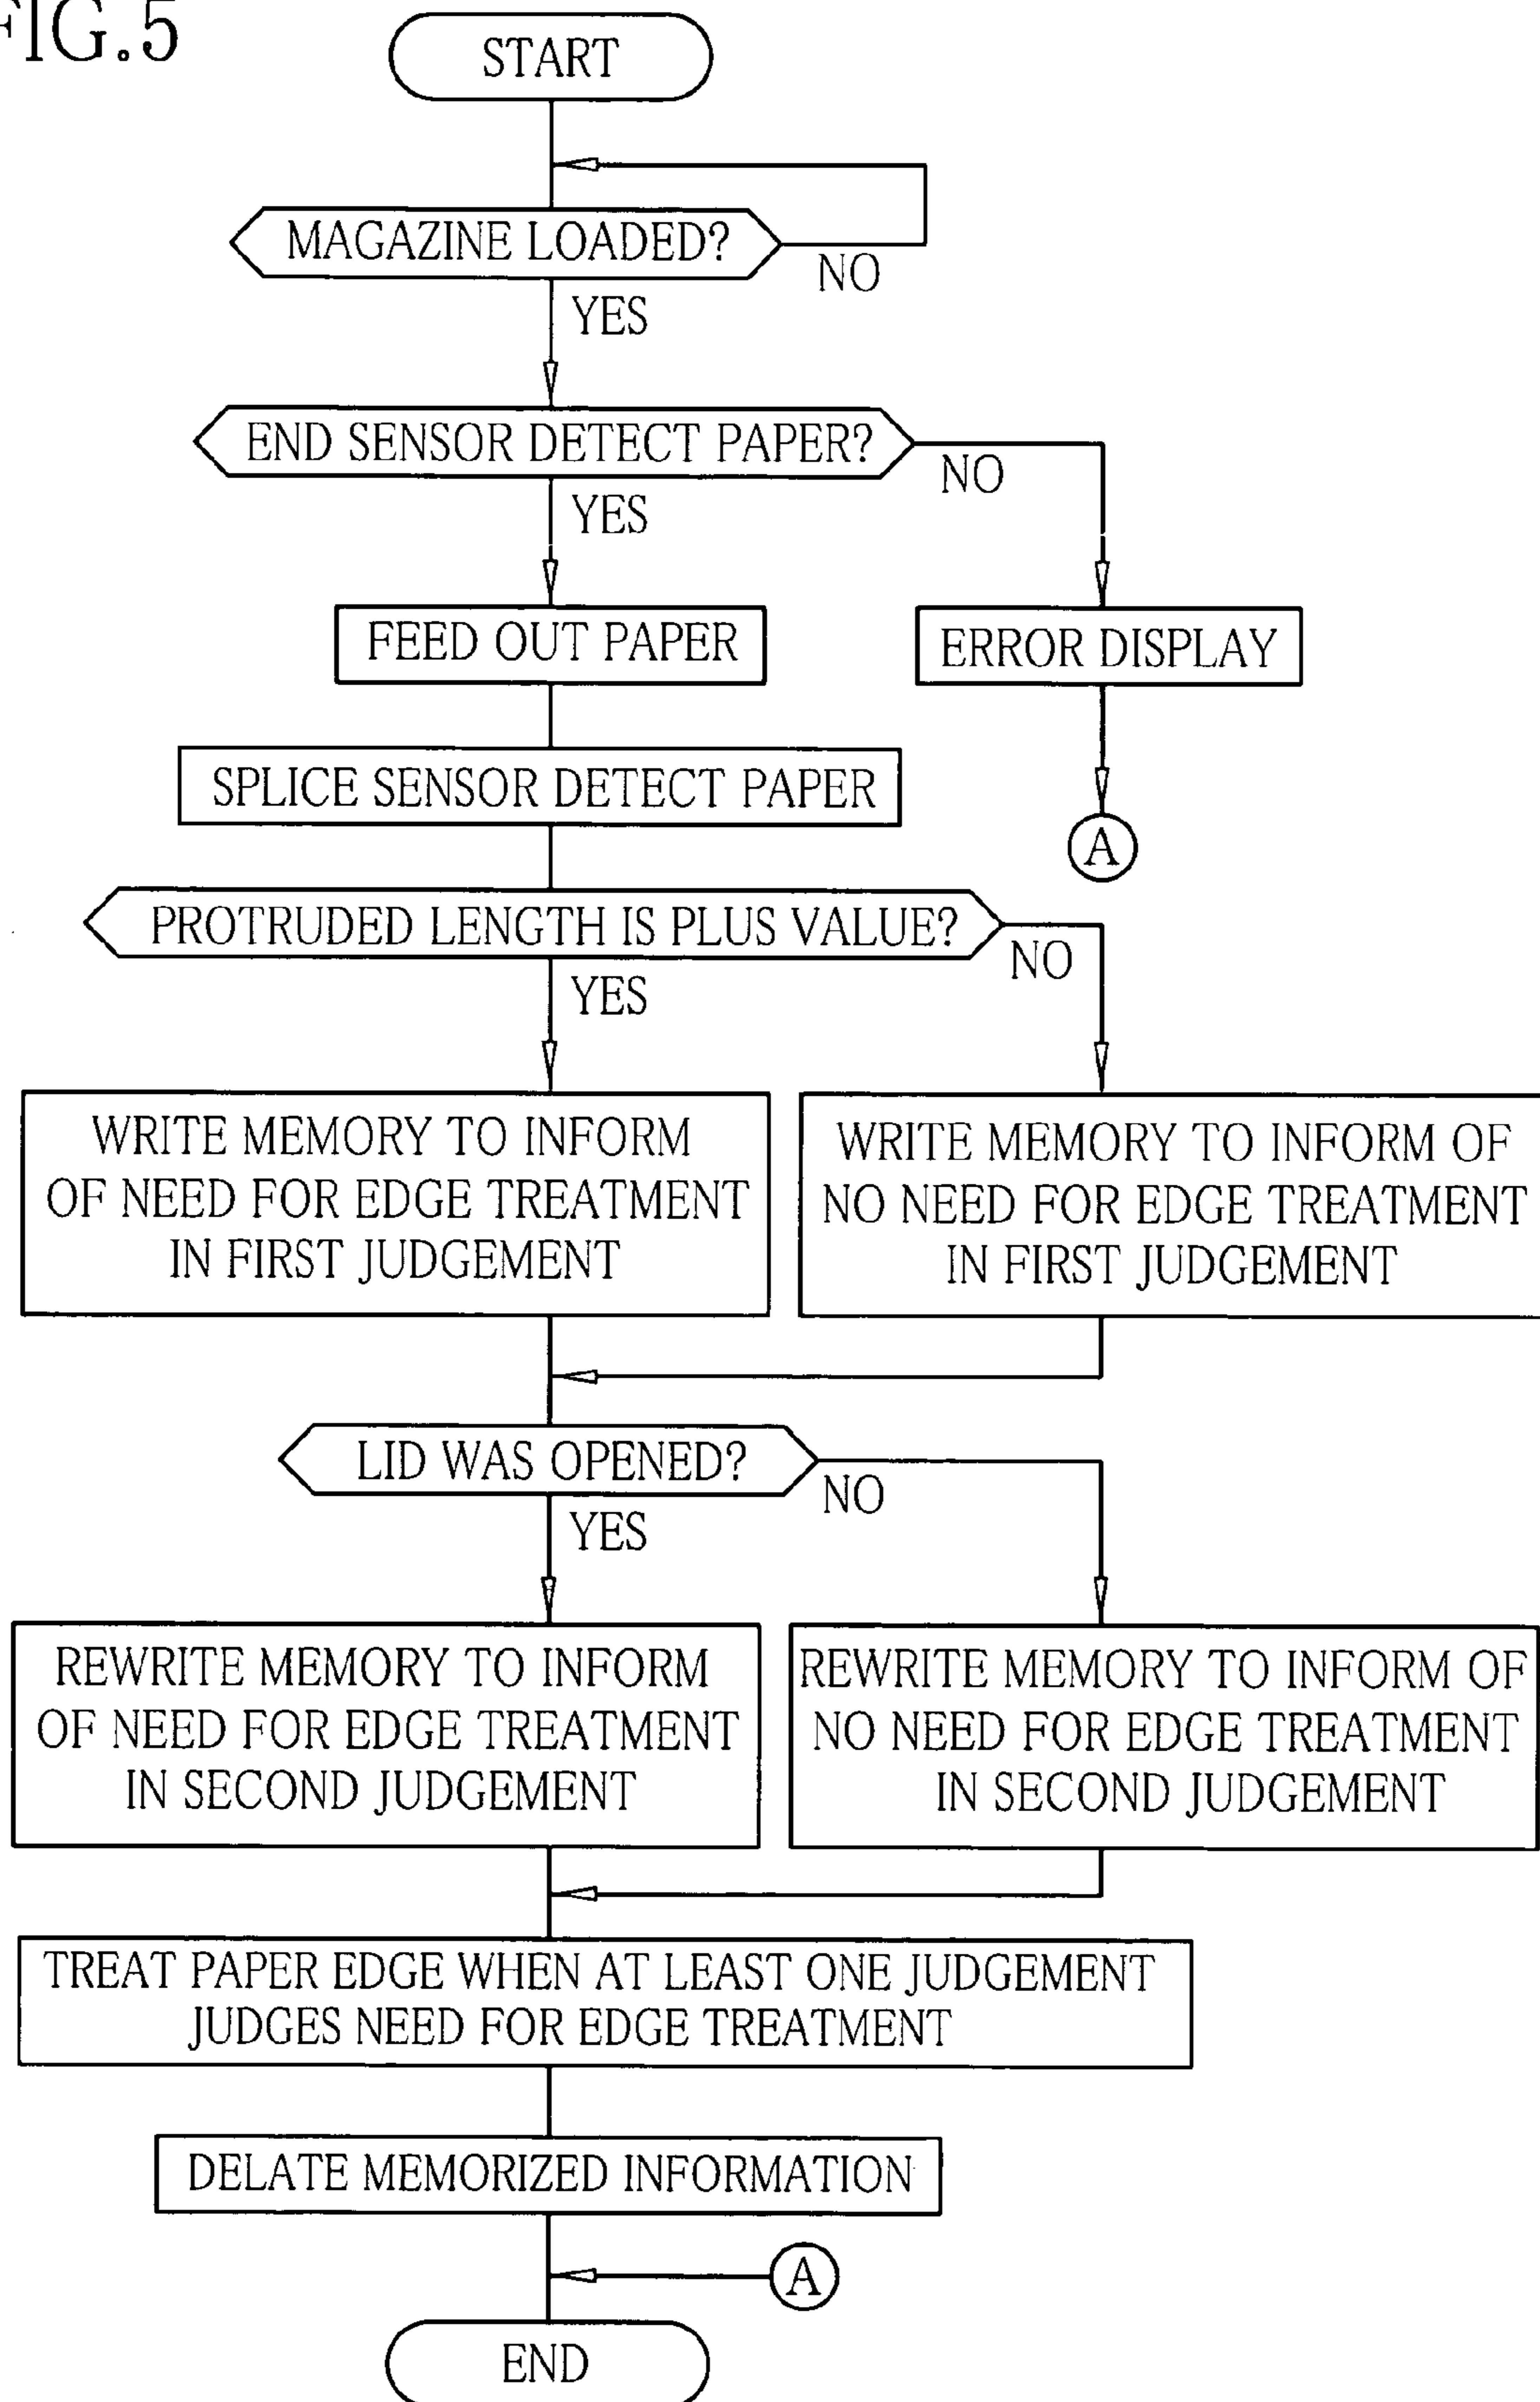 FIG.5
START
MAGAZINE LOADED?
NO
YES
END SENSOR DETECT PAPER?
NO
YES
FEED OUT PAPER
ERROR DISPLAY
SPLICE SENSOR DETECT PAPER
A
PROTRUDED LENGTH IS PLUS VALUE?
NO
YES
WRITE MEMORY TO INFORM
OF NEED FOR EDGE TREATMENT
IN FIRST JUDGEMENT
WRITE MEMORY TO INFORM OF
NO NEED FOR EDGE TREATMENT
IN FIRST JUDGEMENT
LID WAS OPENED?
NO
YES
REWRITE MEMORY TO INFORM
OF NEED FOR EDGE TREATMENT
IN SECOND JUDGEMENT
REWRITE MEMORY TO INFORM OF
NO NEED FOR EDGE TREATMENT
IN SECOND JUDGEMENT
TREAT PAPER EDGE WHEN AT LEAST ONE JUDGEMENT
JUDGES NEED FOR EDGE TREATMENT
DELATE MEMORIZED INFORMATION
A
END